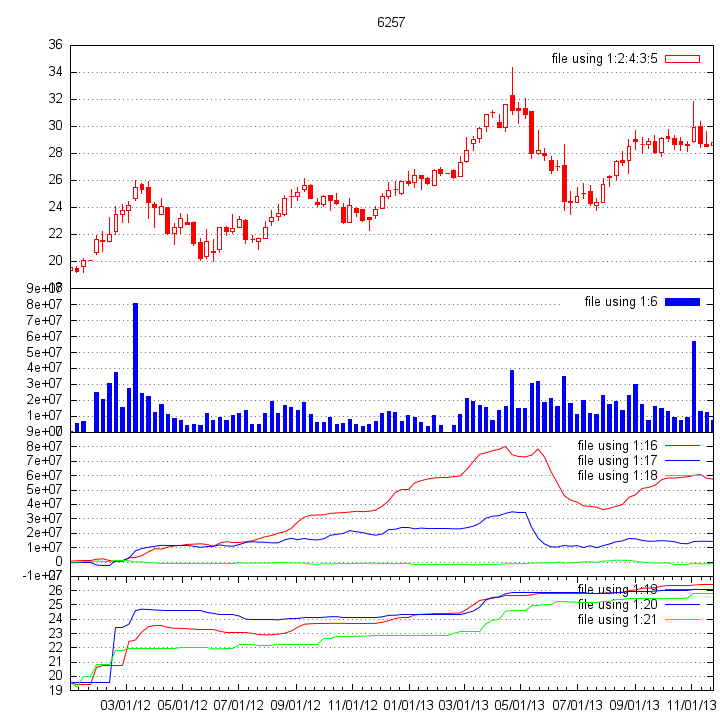 6257
36
file using 1:2:4:3:5
34
32
30
28
26
24
22
20
18
9e+07
file using 1:6
8e+07
7e+07
6e+07
5e+07
4e+07
3e+07
2e+07
1e+07
0
9e+07
8e+07
file using 1:16
7e+07
file using 1:17
6e+07
file using 1:18
5e+07
4e+07
3e+07
2e+07
1e+07
0
-1e+07
27
26
file using 1:19
25
file using 1:20
24
file using 1:21
23
22
21
20
19
03/01/12 05/01/12 07/01/12 09/01/12 11/01/12 01/01/13 03/01/13 05/01/13 07/01/13 09/01/13 11/01/13